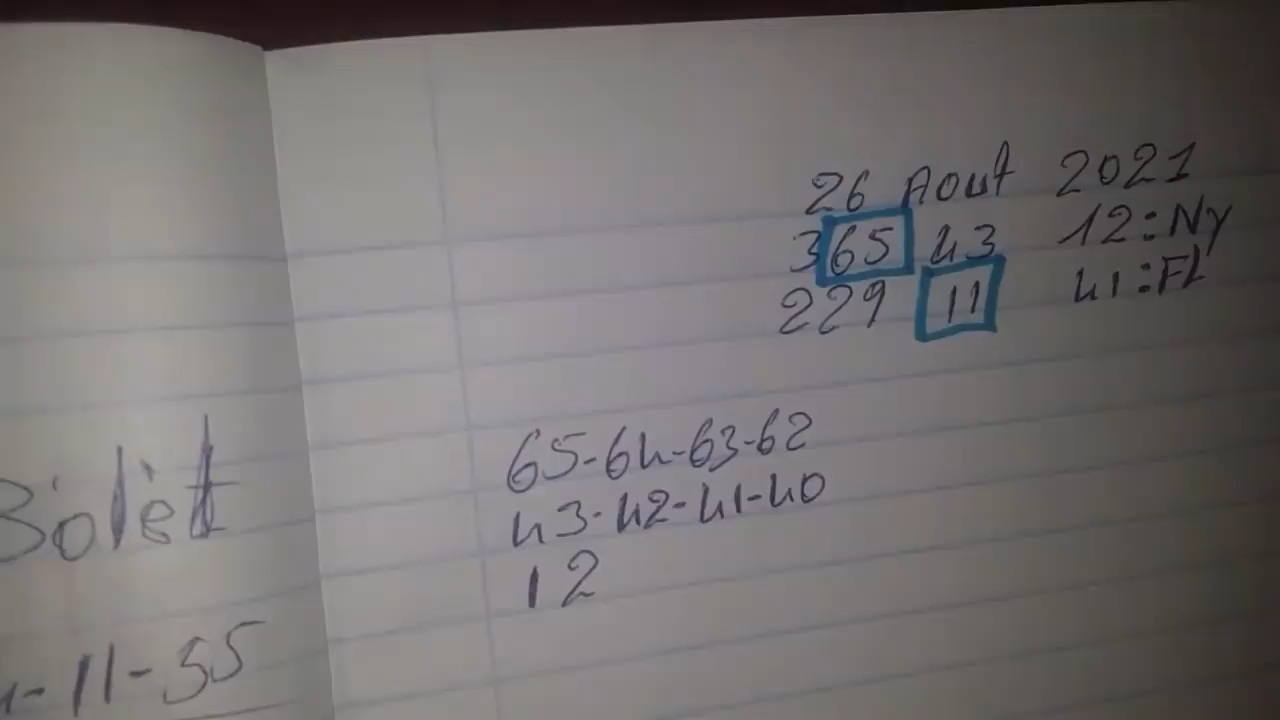 Bòlèt
11-55
26 Aout 2021
365 43 12:Ny
229 11 41:FL
65-64-63-62
43-42-41-40
12